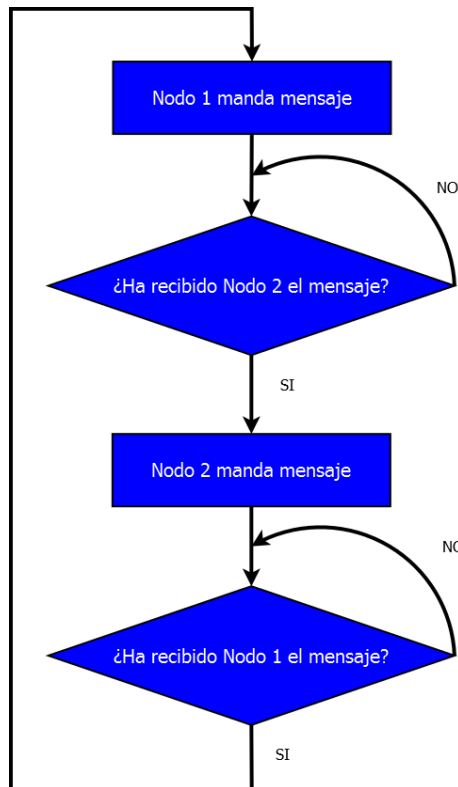 Nodo 1 manda mensaje
NO
¿Ha recibido Nodo 2 el mensaje?
SI
Nodo 2 manda mensaje
NO
¿Ha recibido Nodo 1 el mensaje?
SI